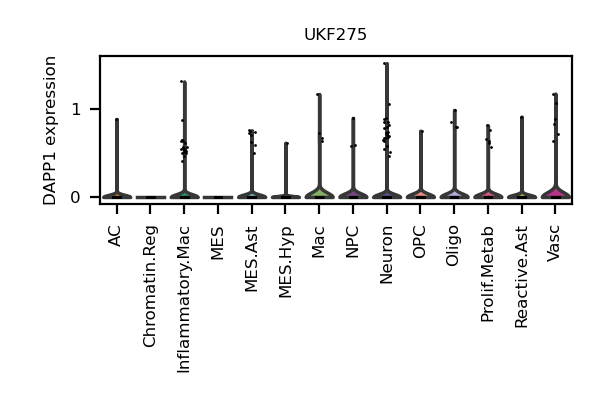 UKF275
DAPP1 expression
1
0
AC
Chromatin.Reg
Inflammatory.Mac
MES
MES.Ast
MES.Hyp
Mac
NPC
Neuron
OPC
Oligo
Prolif.Metab
Reactive.Ast
Vasc